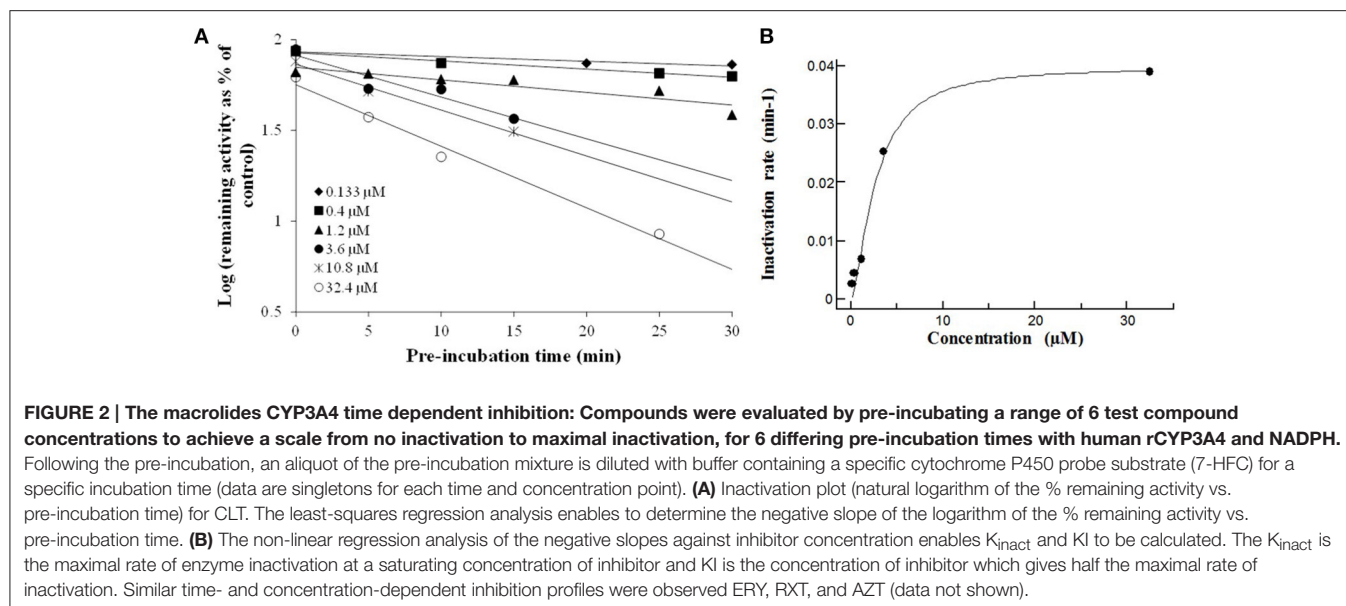 A
B
2
1.5
1
0.5
Log (remaining activity as % of
control)
0.133 µM
0.4 µM
1.2 µM
3.6 µM
10.8 µM
32.4 µM
0 5 10 15 20 25 30
Pre-incubation time (min)
0.04
0.03
0.02
0.01
0
Inactivation rate (min-1)
0 10 20 30
Concentration (µM)
FIGURE 2 | The macrolides CYP3A4 time dependent inhibition: Compounds were evaluated by pre-incubating a range of 6 test compound
concentrations to achieve a scale from no inactivation to maximal inactivation, for 6 differing pre-incubation times with human rCYP3A4 and NADPH.
Following the pre-incubation, an aliquot of the pre-incubation mixture is diluted with buffer containing a specific cytochrome P450 probe substrate (7-HFC) for a
specific incubation time (data are singletons for each time and concentration point). (A) Inactivation plot (natural logarithm of the % remaining activity vs.
pre-incubation time) for CLT. The least-squares regression analysis enables to determine the negative slope of the logarithm of the % remaining activity vs.
pre-incubation time. (B) The non-linear regression analysis of the negative slopes against inhibitor concentration enables Kinact and KI to be calculated. The Kinact is
the maximal rate of enzyme inactivation at a saturating concentration of inhibitor and KI is the concentration of inhibitor which gives half the maximal rate of
inactivation. Similar time- and concentration-dependent inhibition profiles were observed ERY, RXT, and AZT (data not shown).